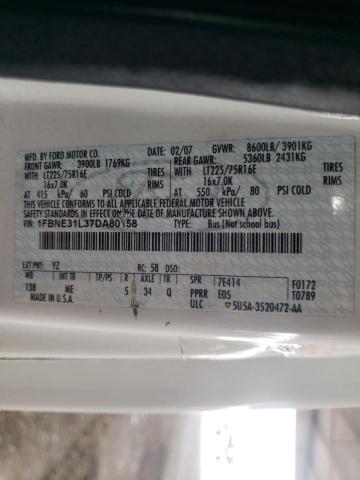 MFD. BY FORD MOTOR CO.
DATE: 02/07 GVWR: 8600LB/ 3901KG
FRONT GAWR: 3900LB 1769KG REAR GAWR: 5360LB 2431KG
WITH LT225/75R16E TIRES WITH LT225/75R16E TIRES
16x7.0K RIMS 16x7.0K RIMS
AT 415 kPa/ 60 PSI COLD AT 550 kPa/ 80 PSI COLD
THIS VEHICLE CONFORMS TO ALL APPLICABLE FEDERAL MOTOR VEHICLE
SAFETY STANDARDS IN EFFECT ON THE DATE OF MANUFACTURE SHOWN ABOVE.
VIN: 1FBNE31L37DA80158 TYPE: Bus (Not school Bus)
EXT PNT: YZ RC: 58 DSO:
WB INT TR TP/PS R AXLE TR SPR 7E414 F0172
138 ME 5 34 Q PPRR E05 T0789
MADE IN U.S.A. ULC 5U5A-3520472-AA